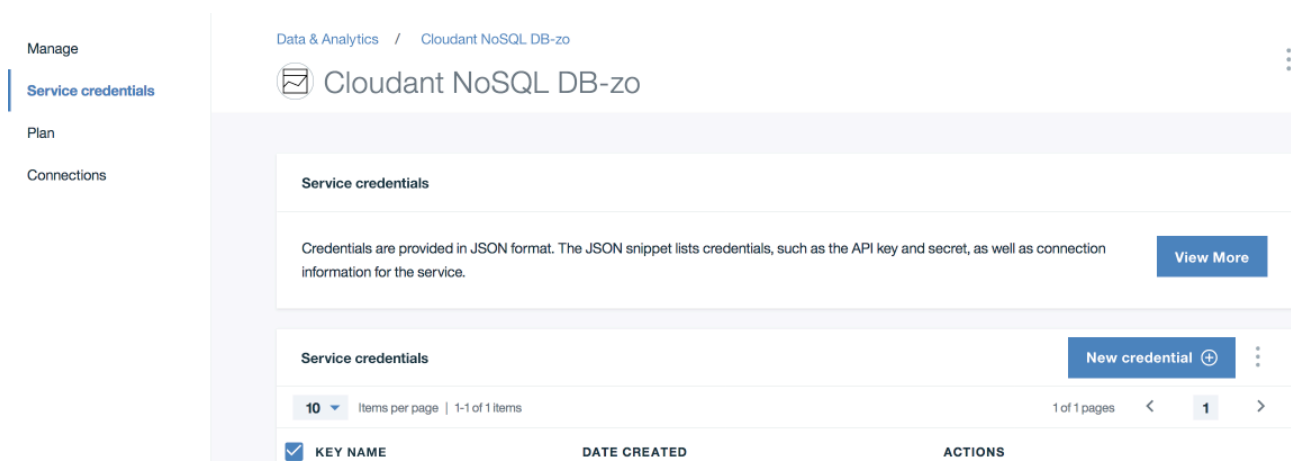 Manage
Service credentials
Plan
Connections
Data & Analytics / Cloudant NoSQL DB-zo
Cloudant NoSQL DB-zo
Service credentials
Credentials are provided in JSON format. The JSON snippet lists credentials, such as the API key and secret, as well as connection
information for the service.
View More
Service credentials
New credential
10 Items per page | 1-1 of 1 items 1 of 1 pages < 1 >
KEY NAME DATE CREATED ACTIONS